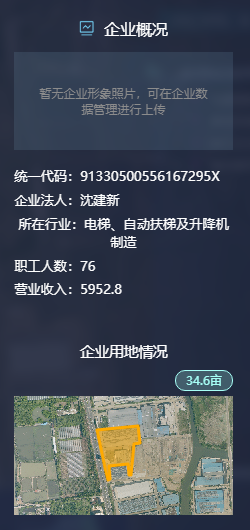 企业概况
暂无企业形象照片，可在企业数
据管理进行上传
统一代码：91330500556167295X
企业法人：沈建新
所在行业：电梯、自动扶梯及升降机
制造
职工人数：76
营业收入：5952.8
企业用地情况
34.6亩